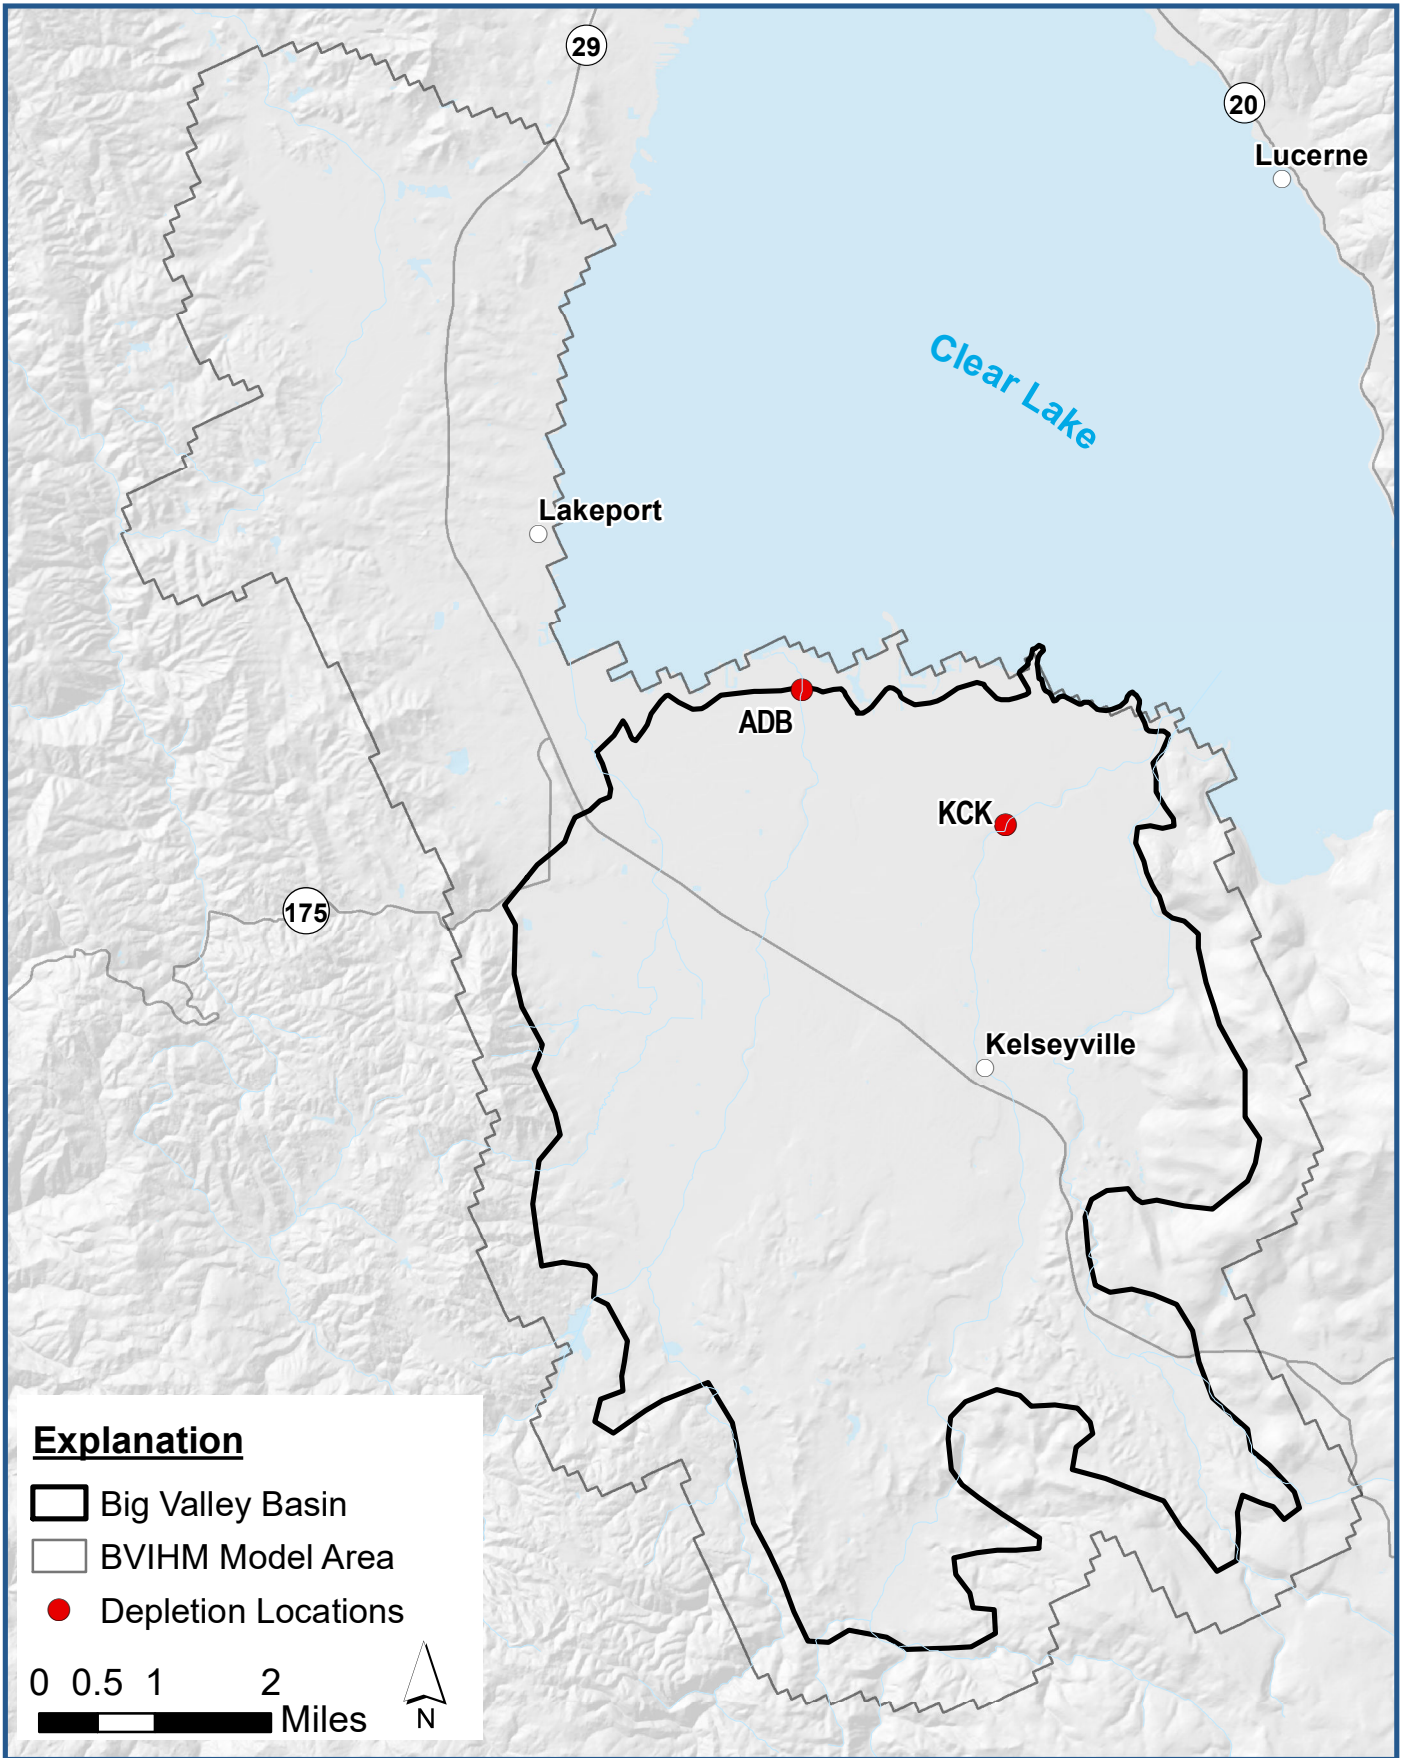 29
20
Lucerne
Clear Lake
Lakeport
ADB
KCK
175
Kelseyville
Explanation
Big Valley Basin
BVIHM Model Area
Depletion Locations
0 0.5 1 2
Miles
N